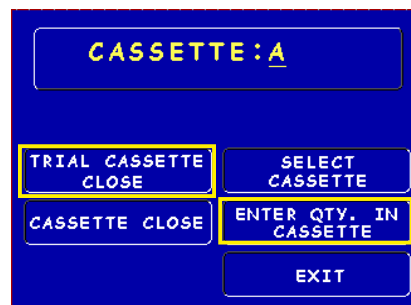 CASSETTE:A
TRIAL CASSETTE
CLOSE
SELECT
CASSETTE
CASSETTE CLOSE
ENTER QTY. IN
CASSETTE
EXIT